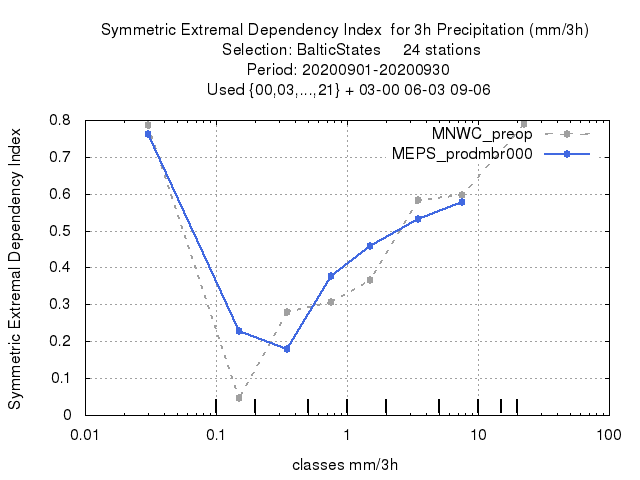 Symmetric Extremal Dependency Index for 3h Precipitation (mm/3h)
Selection: BalticStates 24 stations
Period: 20200901-20200930
Used {00,03,...,21} + 03-00 06-03 09-06
Symmetric Extremal Dependency Index
0.8
0.7
0.6
0.5
0.4
0.3
0.2
0.1
0
MNWC_preop
MEPS_prodmbr000
0.01 0.1 1 10 100
classes mm/3h